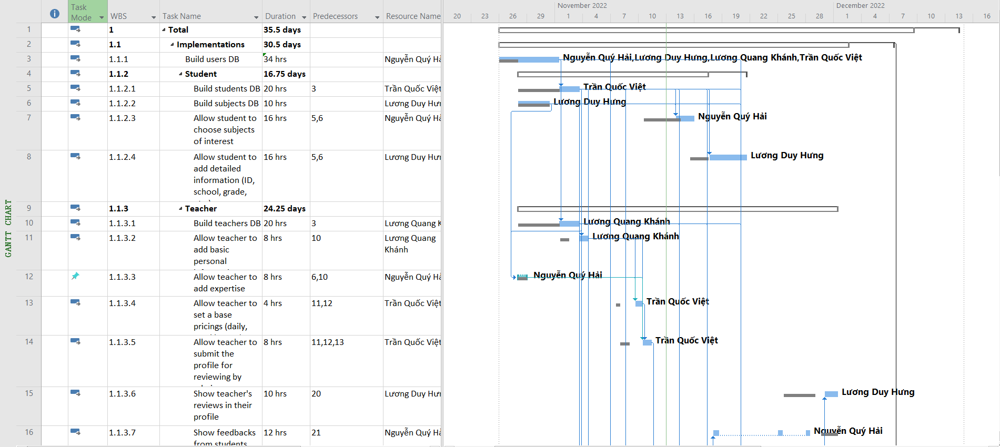 Task Mode WBS Task Name Duration Predecessors Resource Name
November 2022 December 2022
20 23 26 29 1 4 7 10 13 16 19 22 25 28 1 4 7 10 13 16
GANTT CHART
1 1 Total 35.5 days
2 1.1 Implementations 30.5 days
3 1.1.1 Build users DB 34 hrs Nguyễn Quý Hải Nguyễn Quý Hải,Lương Duy Hưng,Lương Quang Khánh,Trần Quốc Việt
4 1.1.2 Student 16.75 days
5 1.1.2.1 Build students DB 20 hrs 3 Trần Quốc Việt Trần Quốc Việt
6 1.1.2.2 Build subjects DB 10 hrs Lương Duy Hưn Lương Duy Hưng
7 1.1.2.3 Allow student to 16 hrs 5,6 Nguyễn Quý Hải Nguyễn Quý Hải
choose subjects
of interest
8 1.1.2.4 Allow student to 16 hrs 5,6 Lương Duy Hưn Lương Duy Hưng
add detailed
information (ID,
school, grade,
9 1.1.3 Teacher 24.25 days
10 1.1.3.1 Build teachers DB 20 hrs 3 Lương Quang K Lương Quang Khánh
11 1.1.3.2 Allow teacher to 8 hrs 10 Lương Quang Lương Quang Khánh
add basic Khánh
personal
12 1.1.3.3 Allow teacher to 8 hrs 6,10 Nguyễn Quý Hải Nguyễn Quý Hải
add expertise
13 1.1.3.4 Allow teacher to 4 hrs 11,12 Trần Quốc Việt Trần Quốc Việt
set a base
pricings (daily,
14 1.1.3.5 Allow teacher to 8 hrs 11,12,13 Trần Quốc Việt Trần Quốc Việt
submit the
profile for
reviewing by
15 1.1.3.6 Show teacher's 10 hrs 20 Lương Duy Hưn Lương Duy Hưng
reviews in their
profile
16 1.1.3.7 Show feedbacks 12 hrs 21 Nguyễn Quý Hải Nguyễn Quý Hải
from students